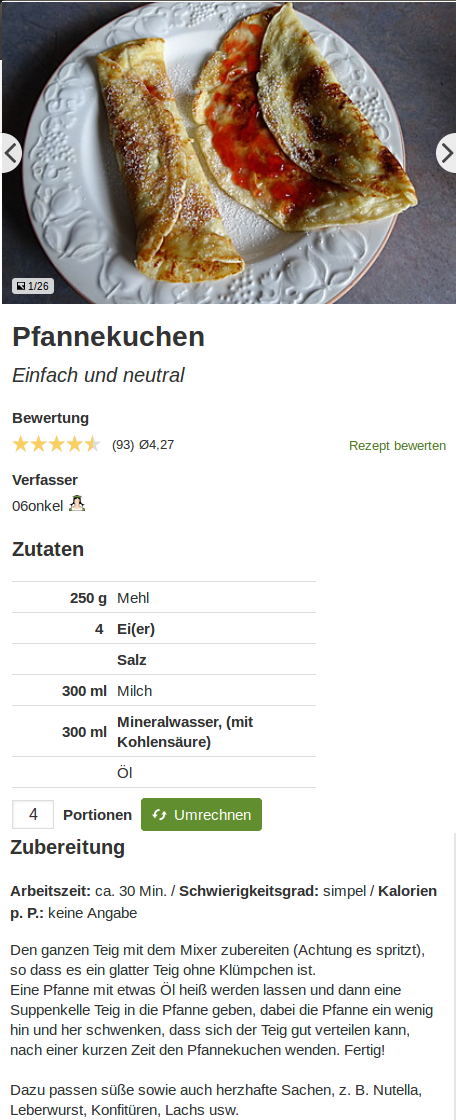 1/26
Pfannekuchen
Einfach und neutral
Bewertung
(93) Ø4,27
Rezept bewerten
Verfasser
06onkel
Zutaten
250 g Mehl
4 Ei(er)
Salz
300 ml Milch
300 ml Mineralwasser, (mit
Kohlensäure)
Öl
4 Portionen Umrechnen
Zubereitung
Arbeitszeit: ca. 30 Min. / Schwierigkeitsgrad: simpel / Kalorien
p. P.: keine Angabe
Den ganzen Teig mit dem Mixer zubereiten (Achtung es spritzt),
so dass es ein glatter Teig ohne Klümpchen ist.
Eine Pfanne mit etwas Öl heiß werden lassen und dann eine
Suppenkelle Teig in die Pfanne geben, dabei die Pfanne ein wenig
hin und her schwenken, dass sich der Teig gut verteilen kann,
nach einer kurzen Zeit den Pfannekuchen wenden. Fertig!
Dazu passen süße sowie auch herzhafte Sachen, z. B. Nutella,
Leberwurst, Konfitüren, Lachs usw.